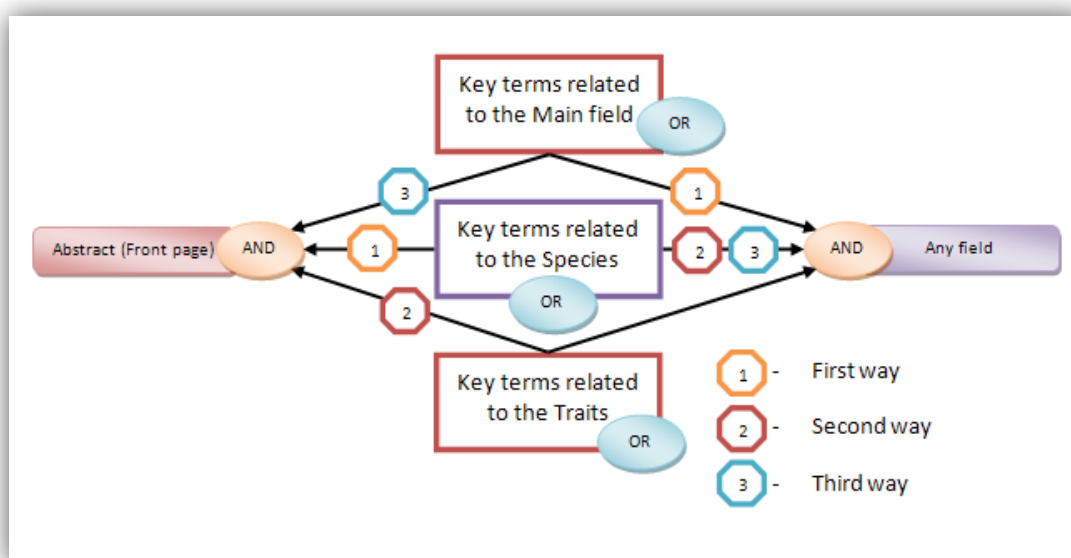 Key terms related
to the Main field
OR
3
1
Abstract (Front page)
AND
1
Key terms related
to the Species
OR
2
3
AND
Any field
2
Key terms related
to the Traits
OR
1 - First way
2 - Second way
3 - Third way